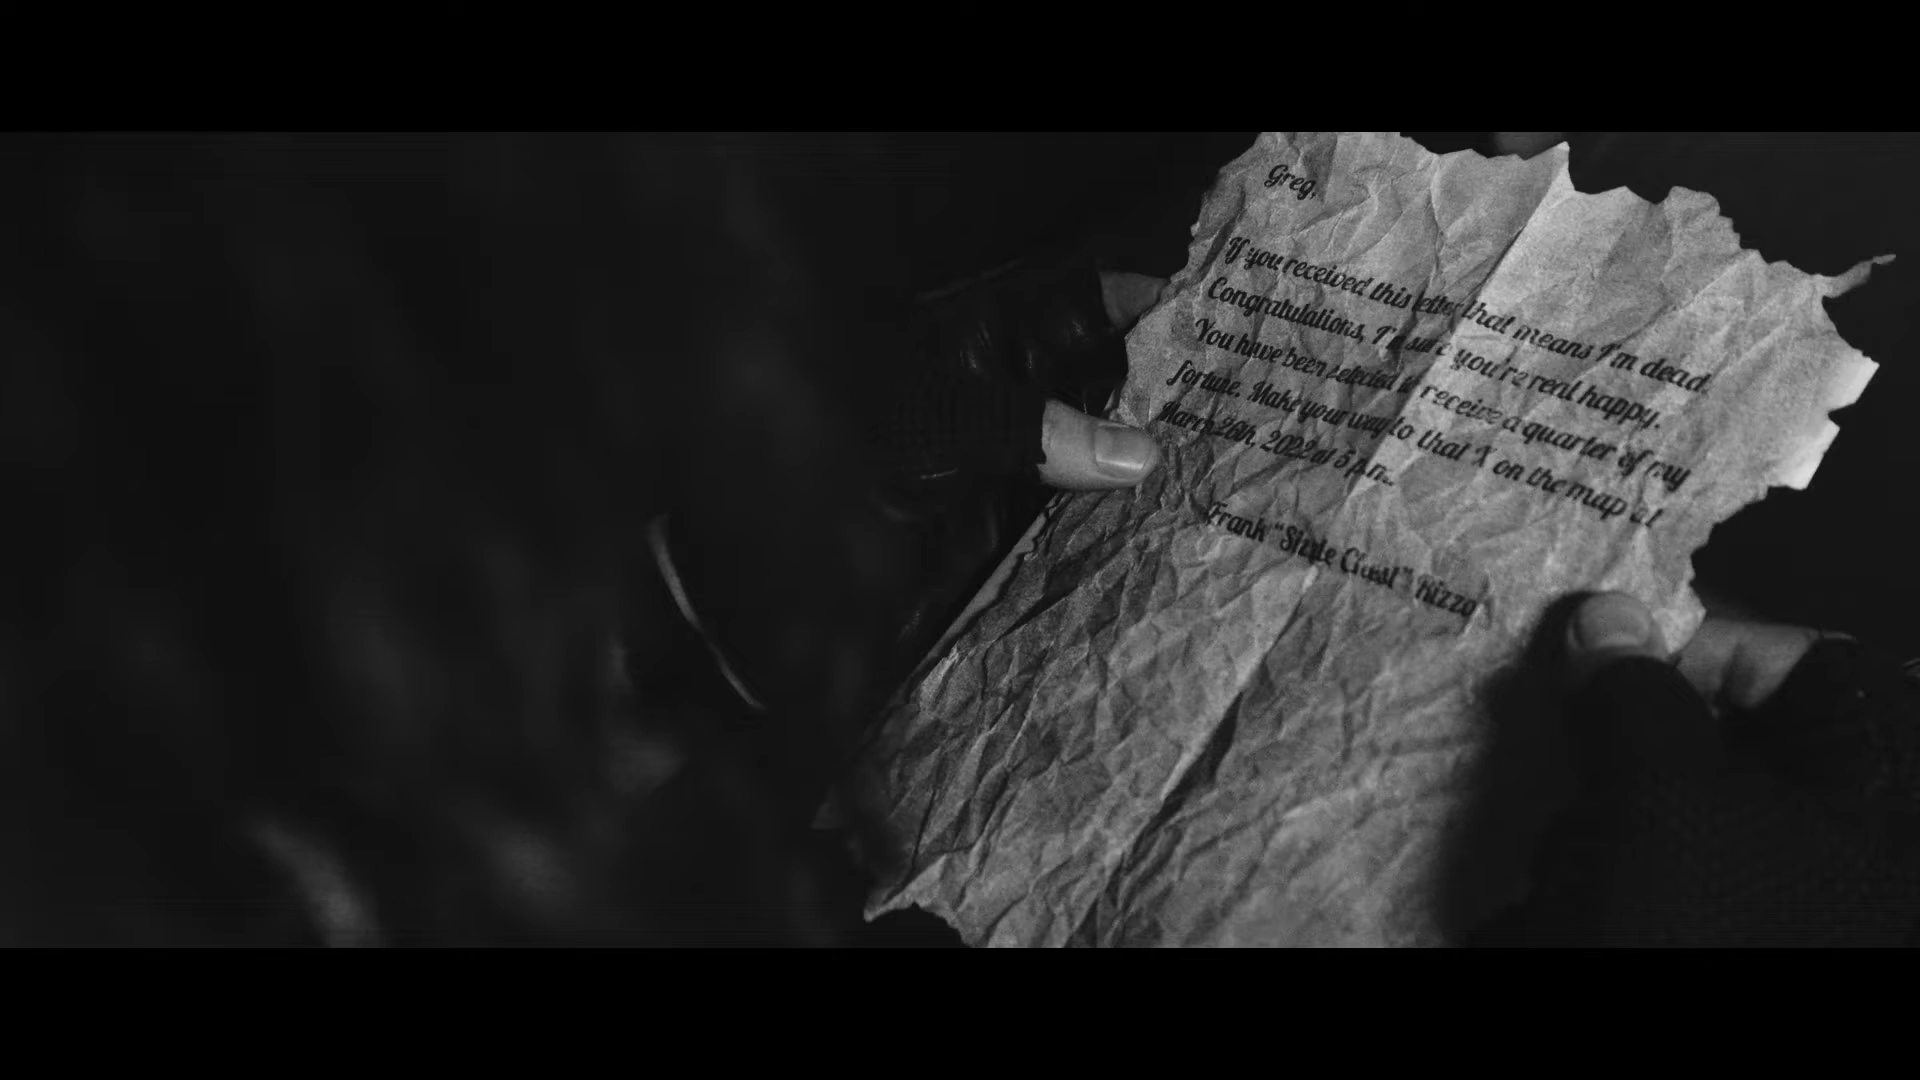 Greg,
If you received this letter that means I'm dead.
Congratulations, I'm sure you're real happy.
You have been selected to receive a quarter of my
fortune. Make your way to that X on the map at
March 26th, 2022 at 5 p.m..
Frank "Sizzle Chest" Rizzo